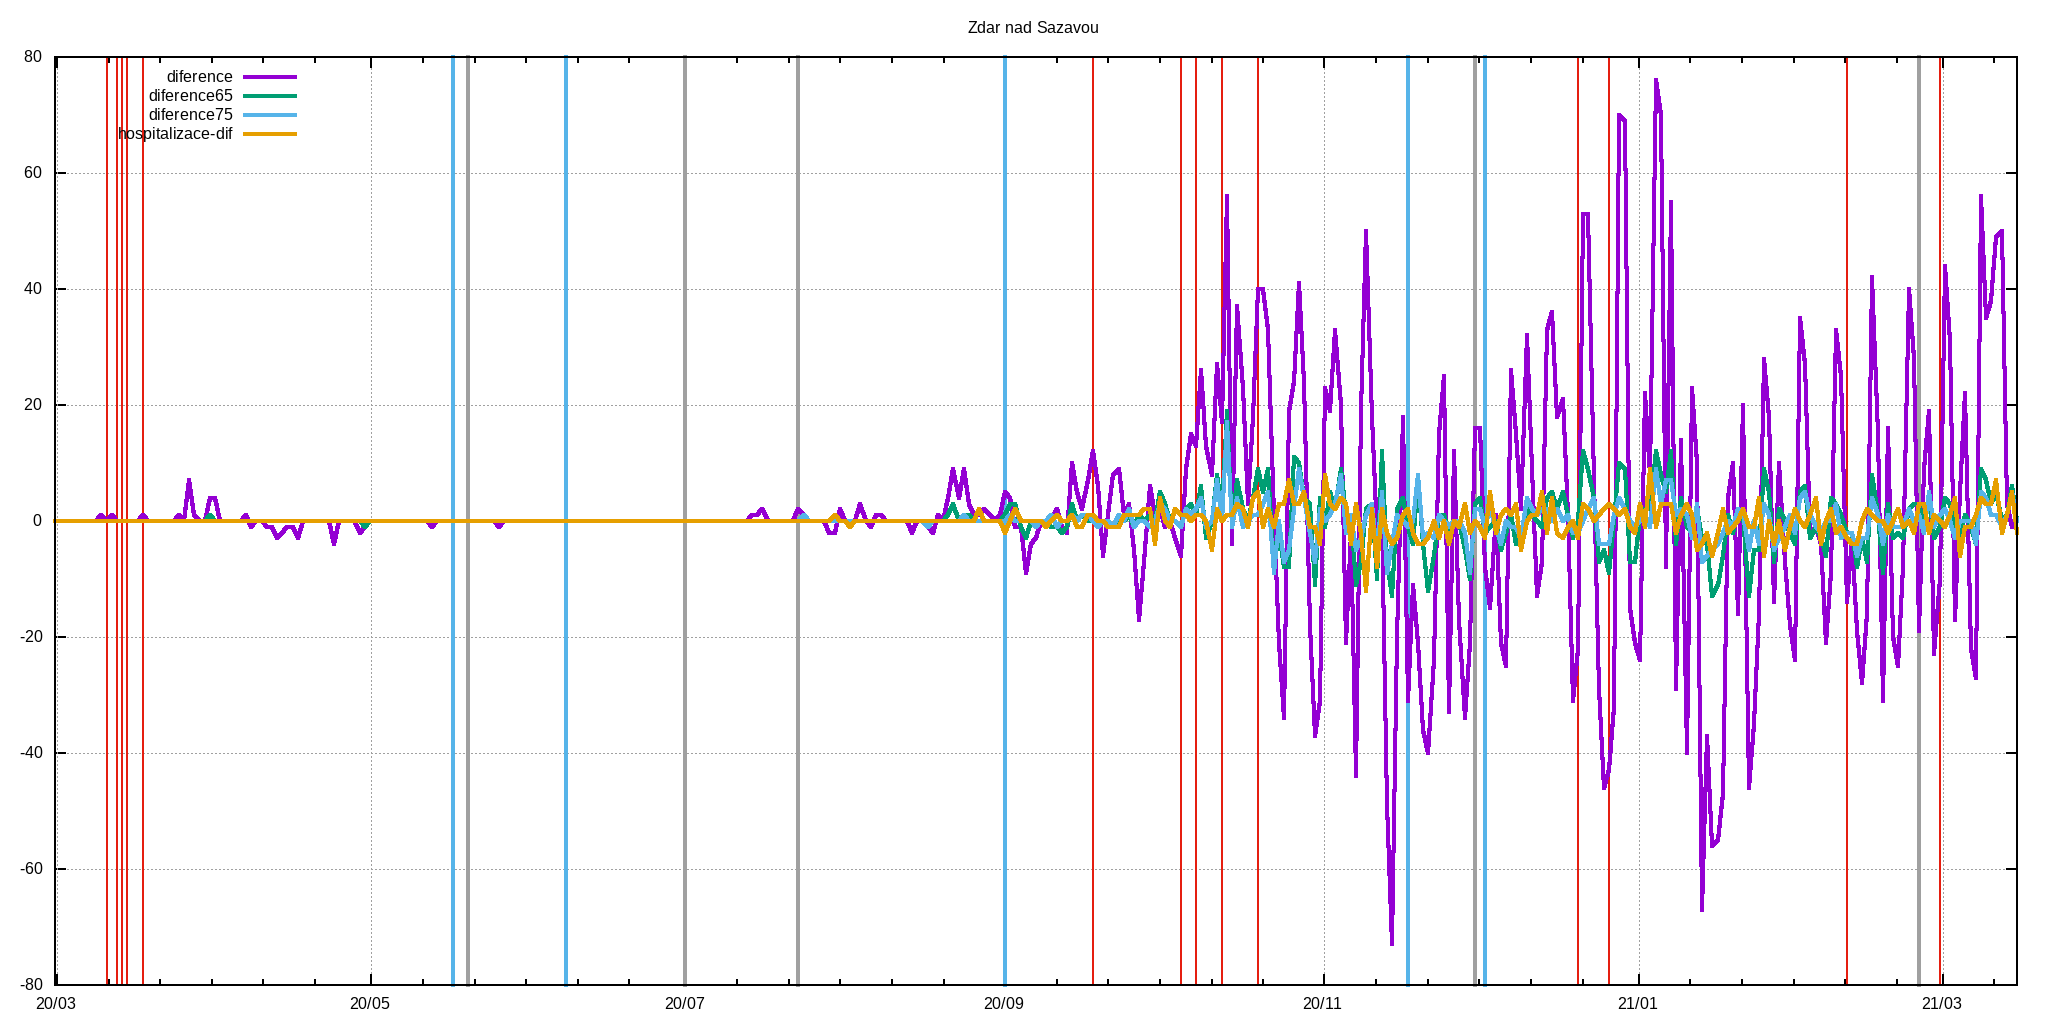 Zdar nad Sazavou
80
60
40
20
0
-20
-40
-60
-80
diference
diference65
diference75
hospitalizace-dif
20/03 20/05 20/07 20/09 20/11 21/01 21/03